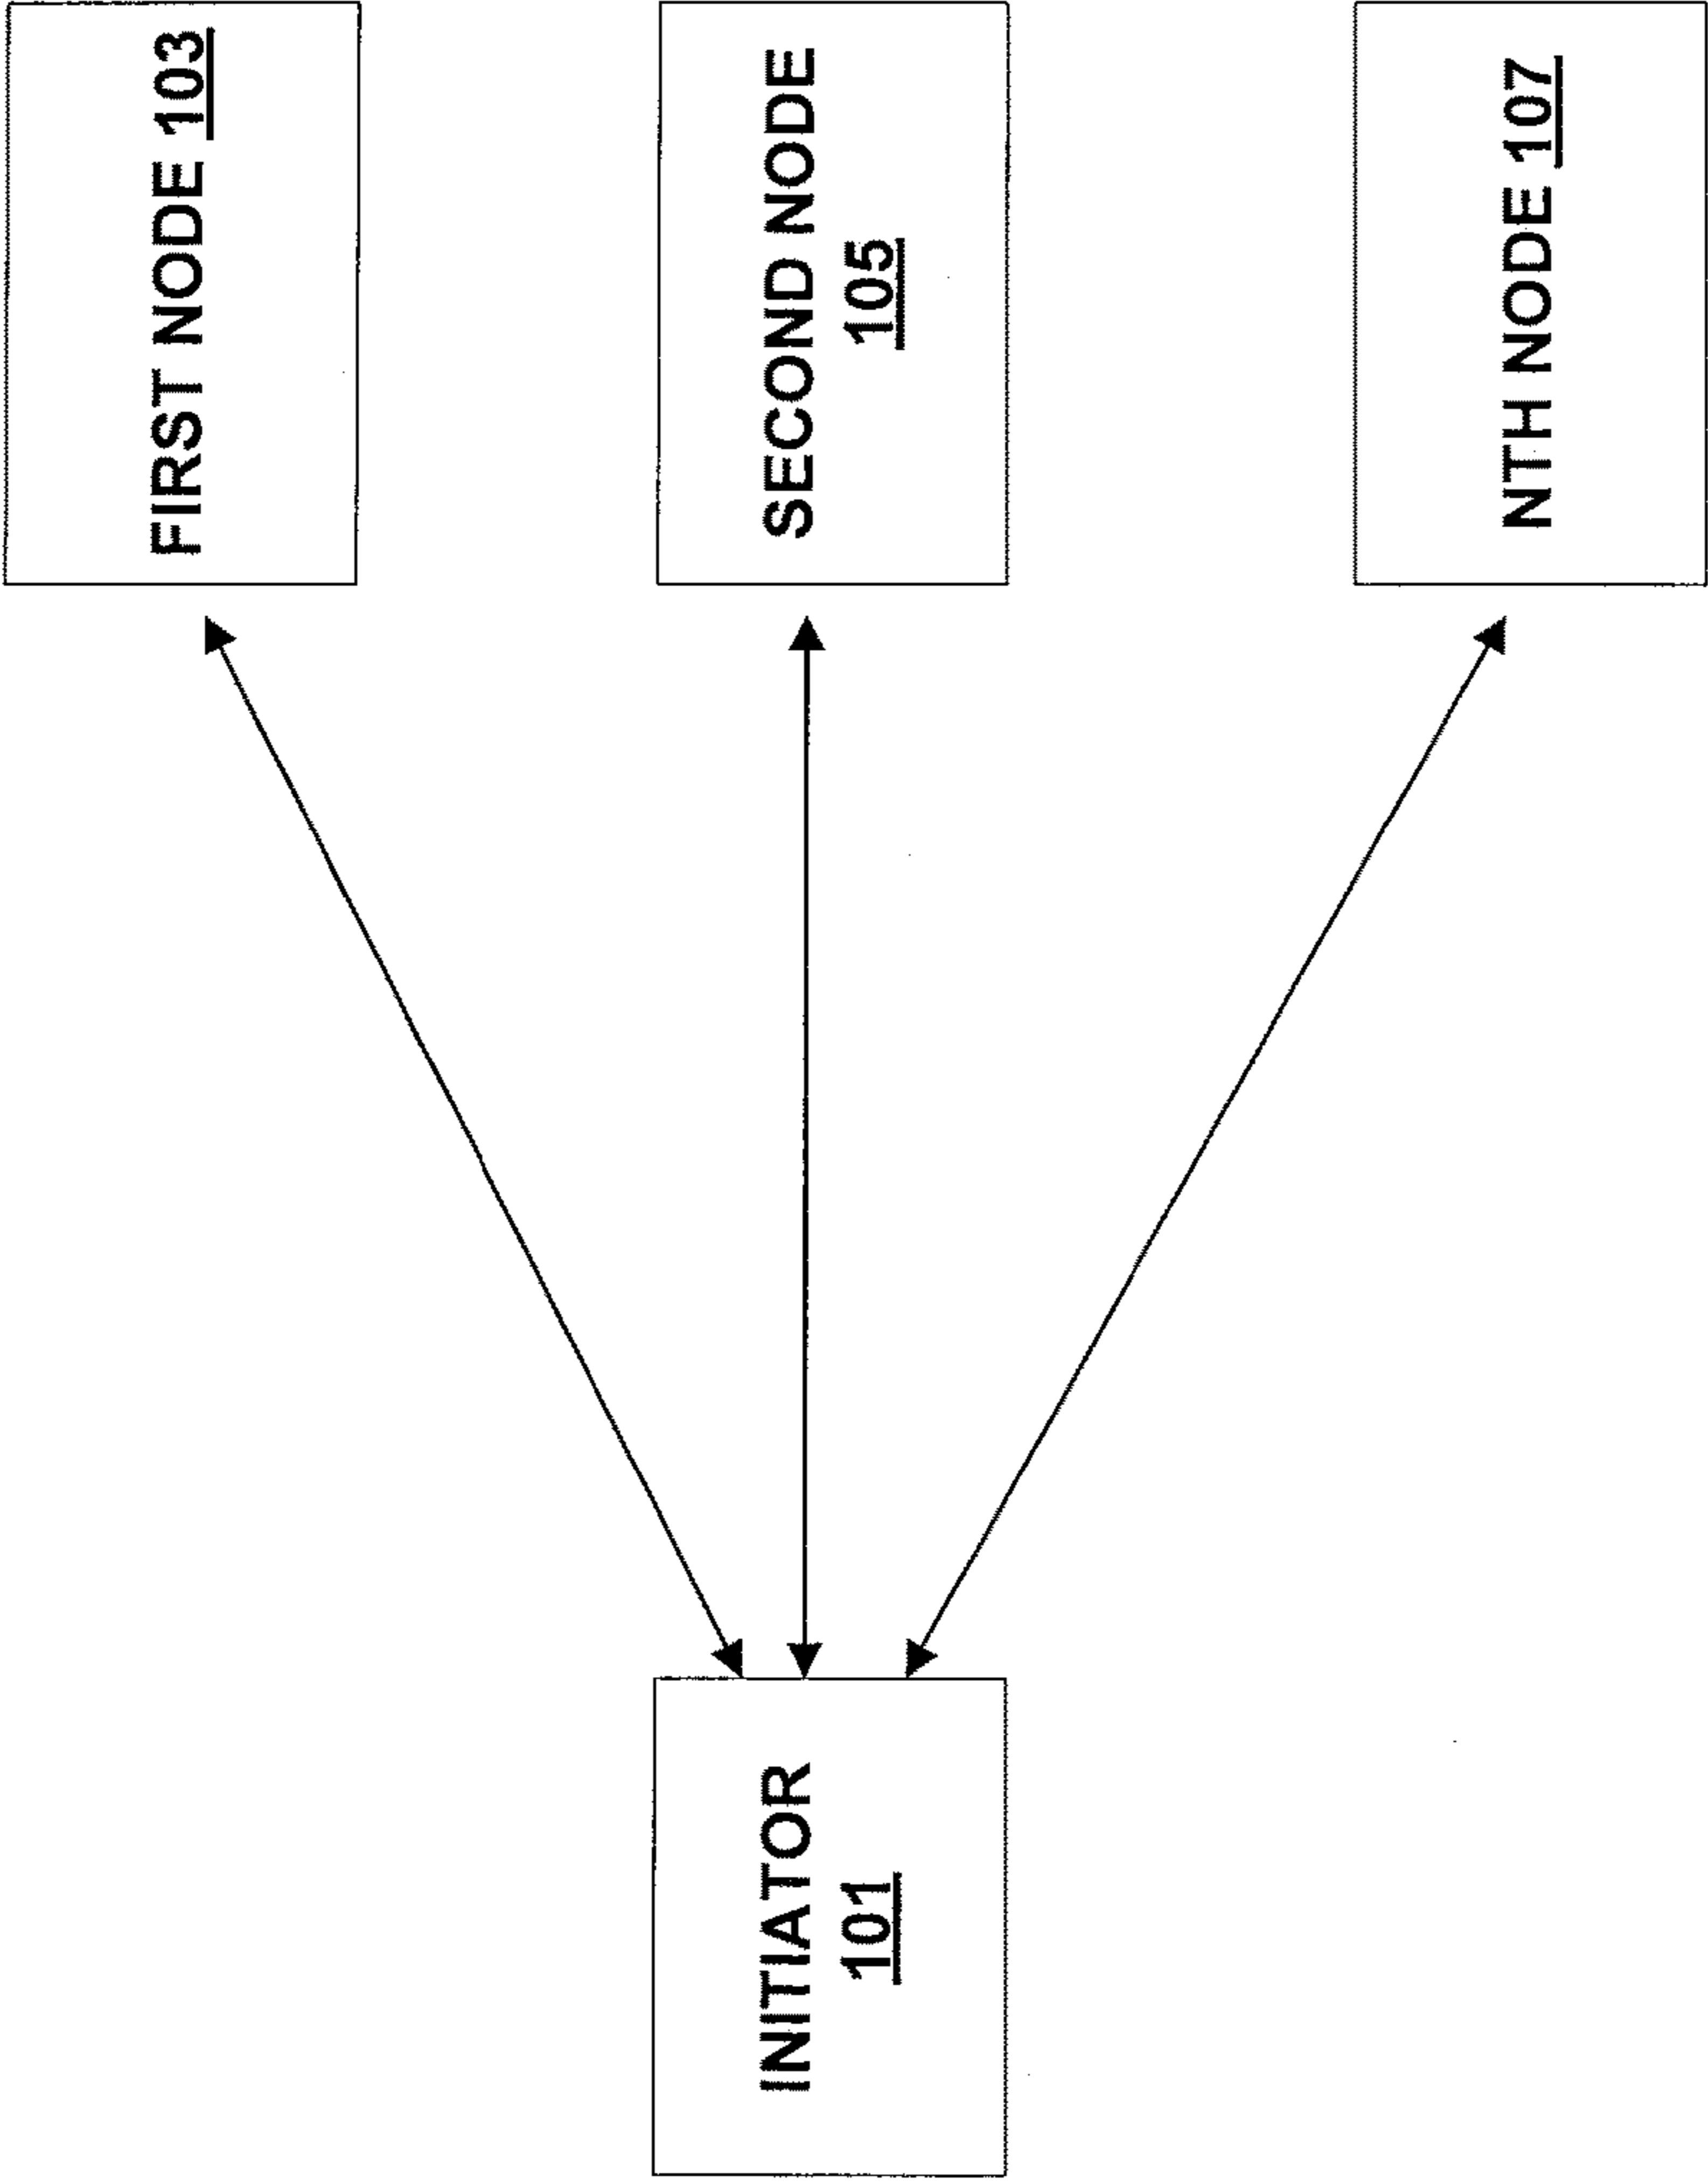 FIRST NODE 103
SECOND NODE
105
NTH NODE 107
INITIATOR
101